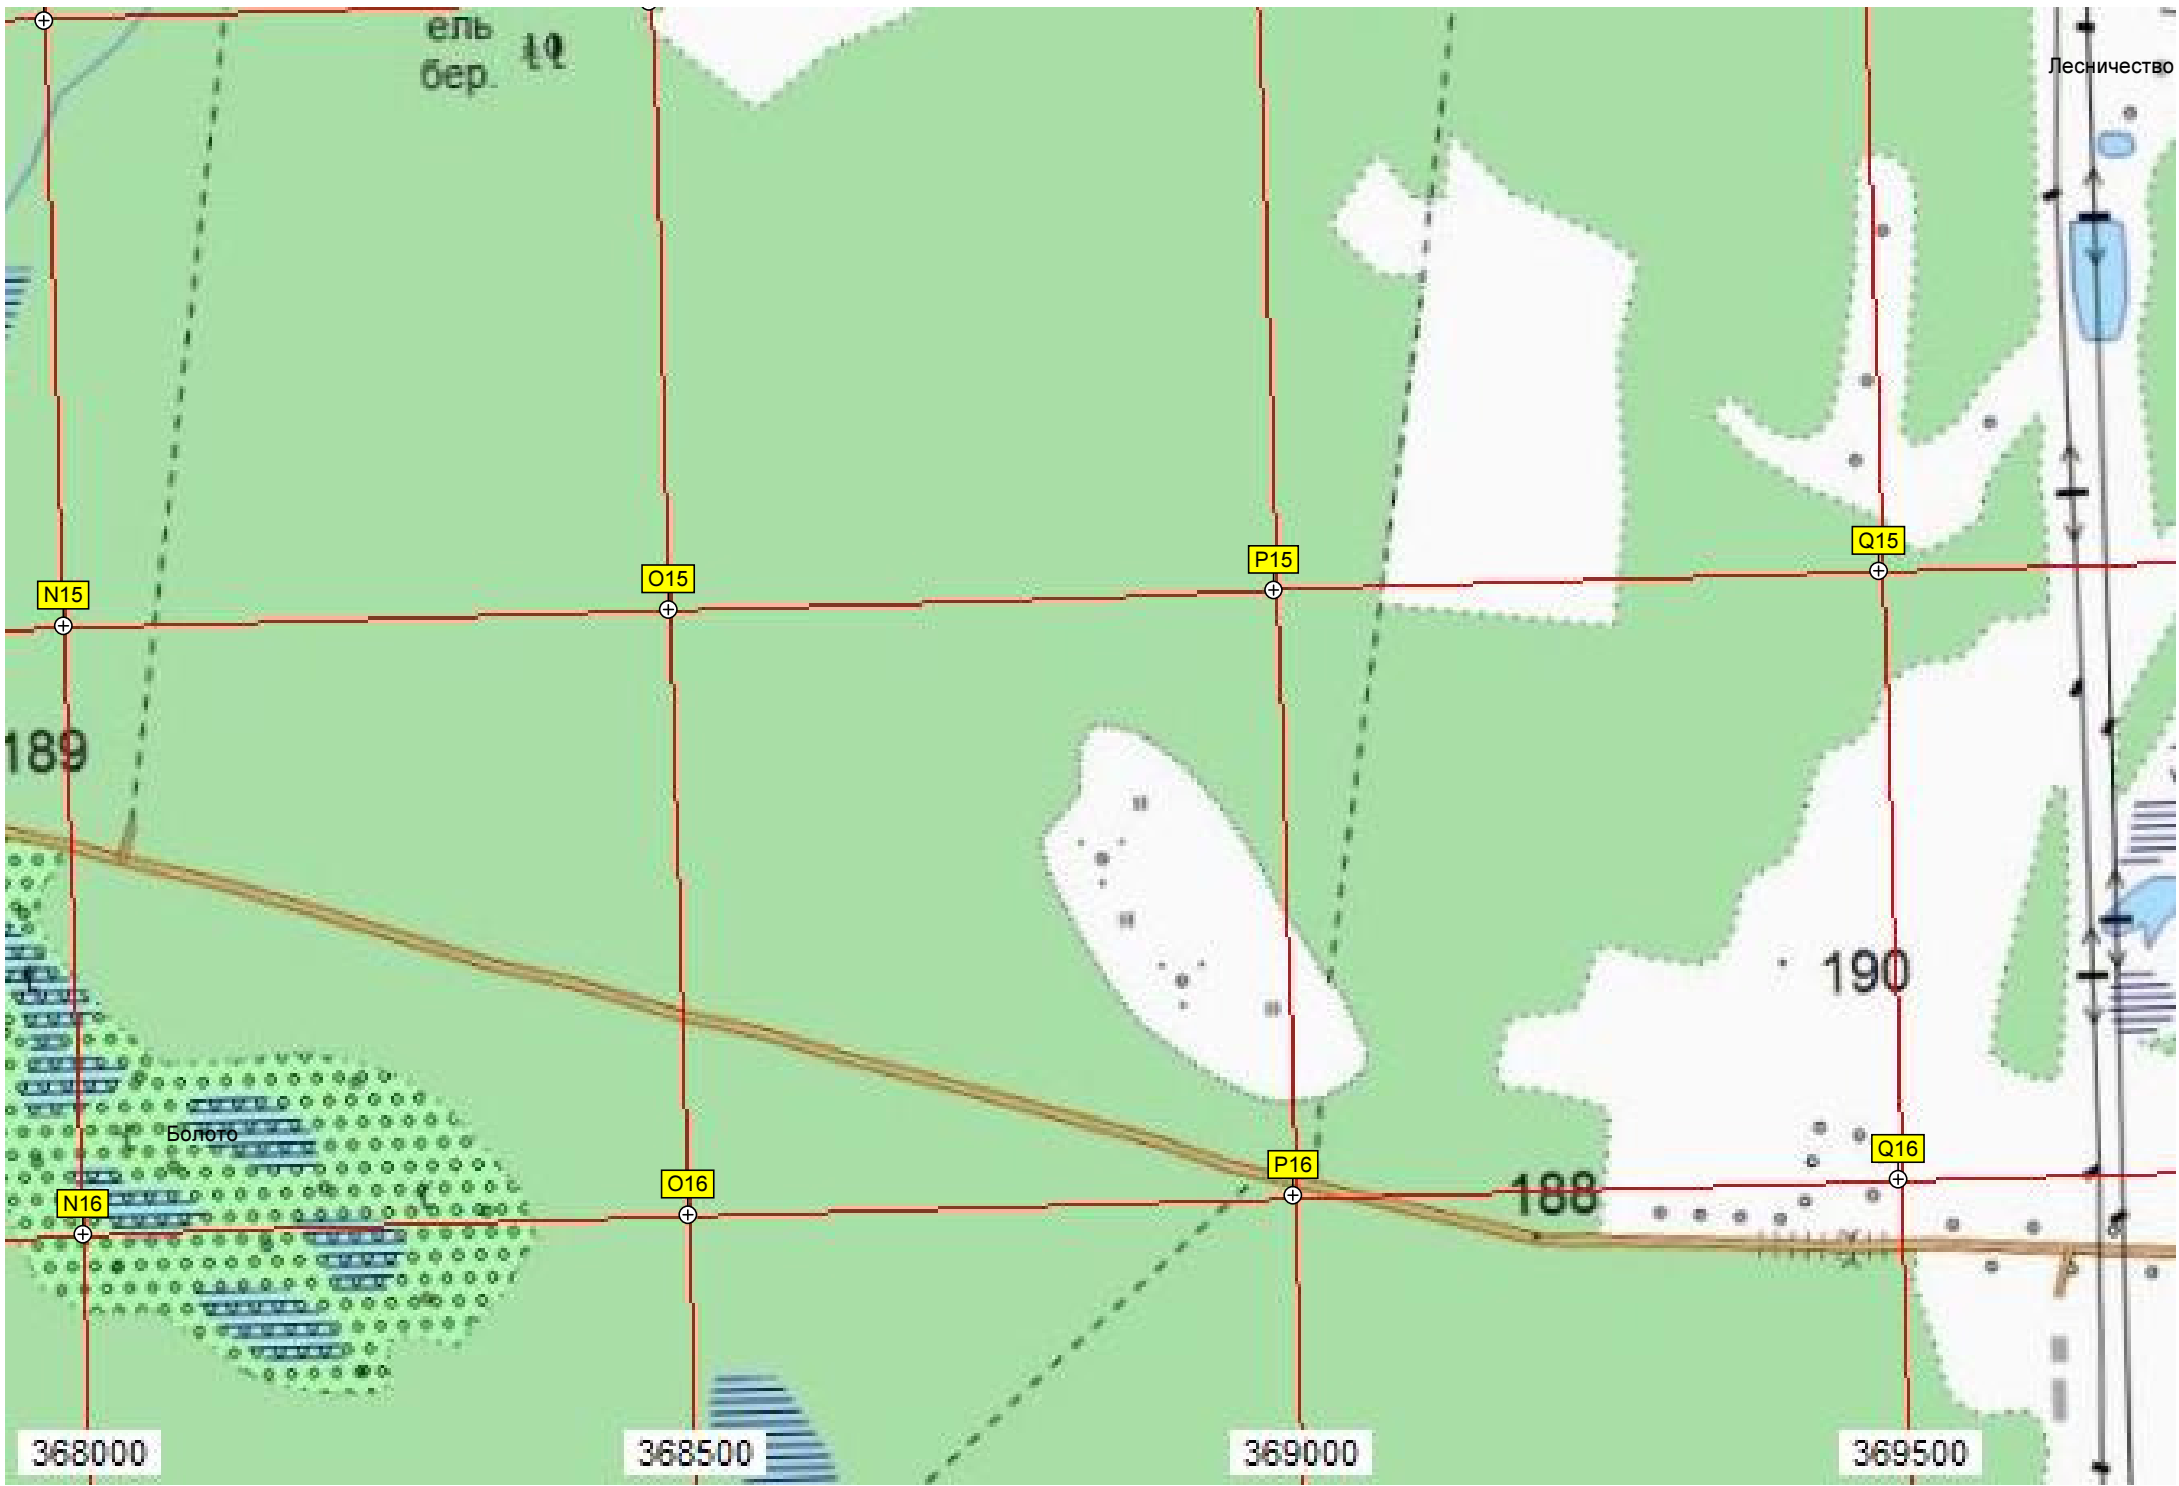 ель
бер.
Лесничество
N15
O15
P15
Q15
189
190
Болото
N16
O16
P16
188
Q16
368000
368500
369000
369500